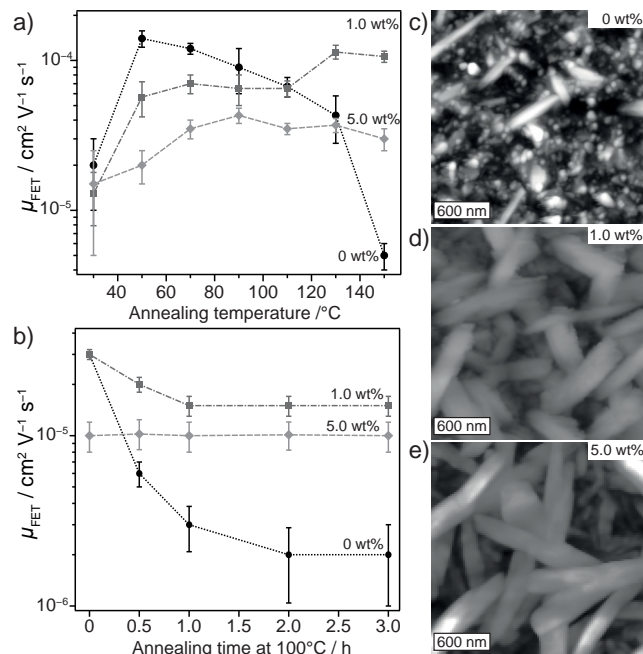 a)
1.0 wt%
5.0 wt%
0 wt%
10⁻⁴
10⁻⁵
μFET / cm² V⁻¹ s⁻¹
40
60
80
100
120
140
Annealing temperature /°C
b)
1.0 wt%
5.0 wt%
0 wt%
10⁻⁵
10⁻⁶
μFET / cm² V⁻¹ s⁻¹
0
0.5
1.0
1.5
2.0
2.5
3.0
Annealing time at 100°C / h
c)
0 wt%
600 nm
d)
1.0 wt%
600 nm
e)
5.0 wt%
600 nm